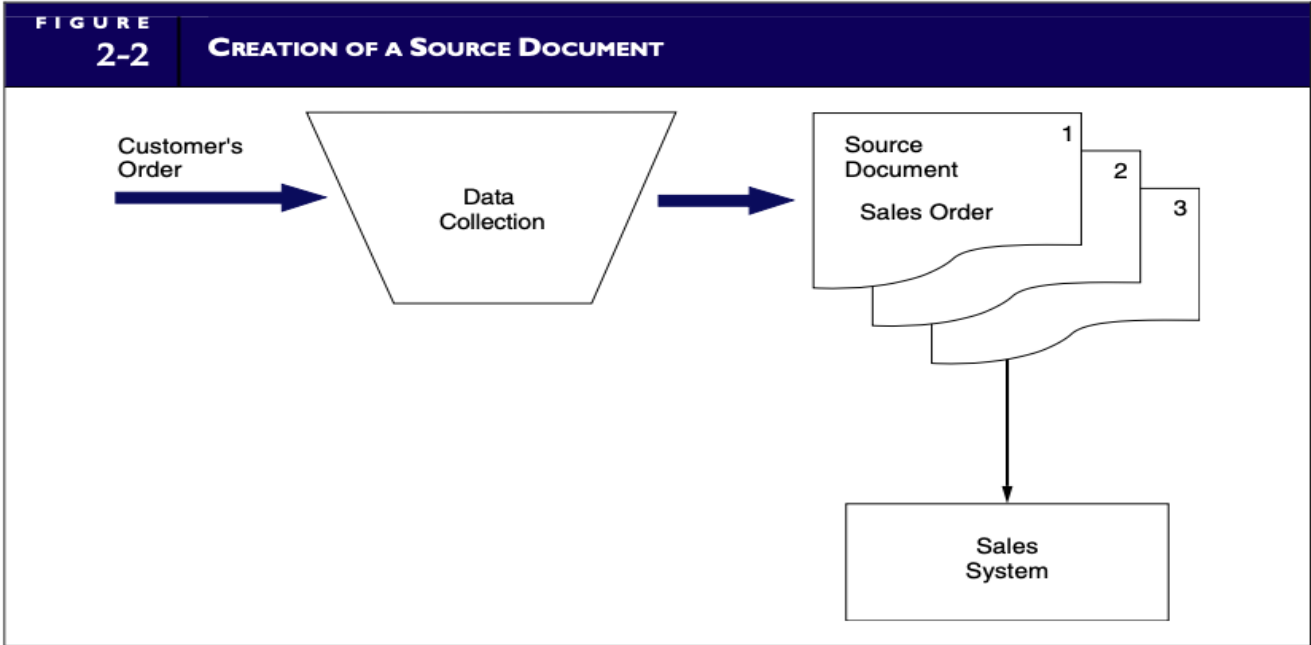 FIGURE
2-2
CREATION OF A SOURCE DOCUMENT
Customer's
Order
Data
Collection
Source
Document
Sales Order
1
2
3
Sales
System